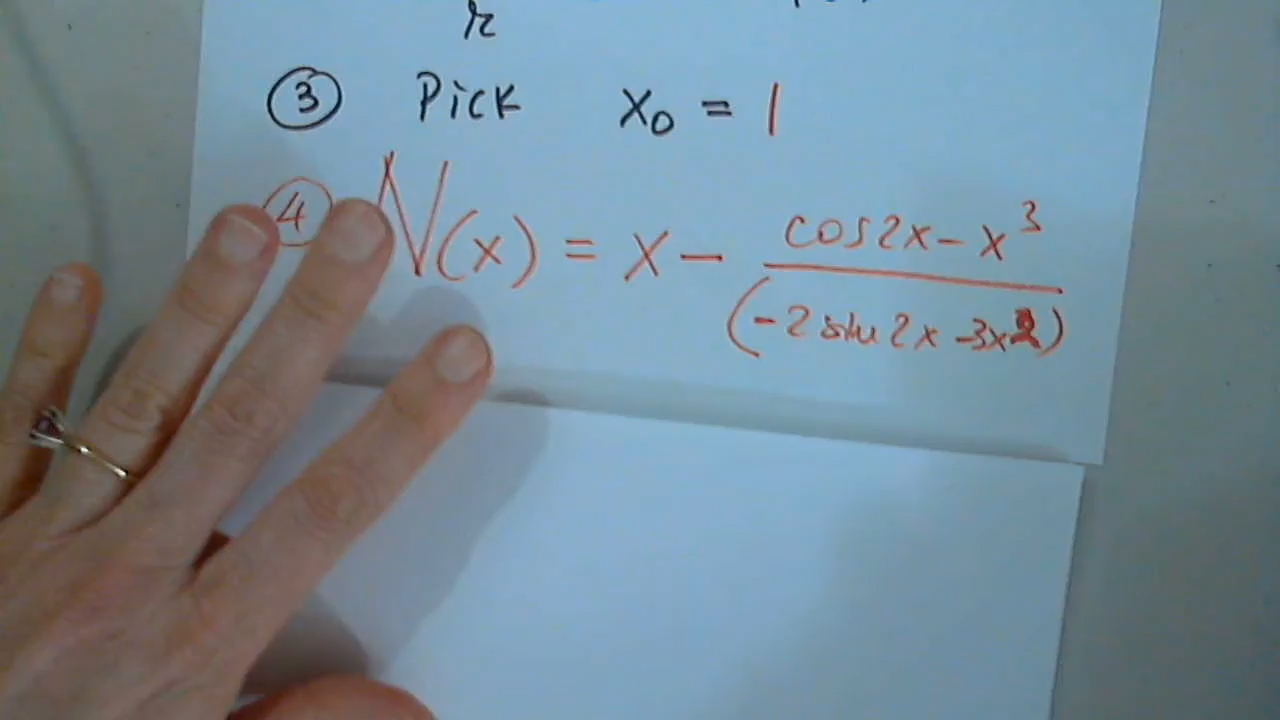 r
③ Pick x₀ = 1
④ N(x) = x - (cos2x - x³) / (-2 sin 2x - 3x²)